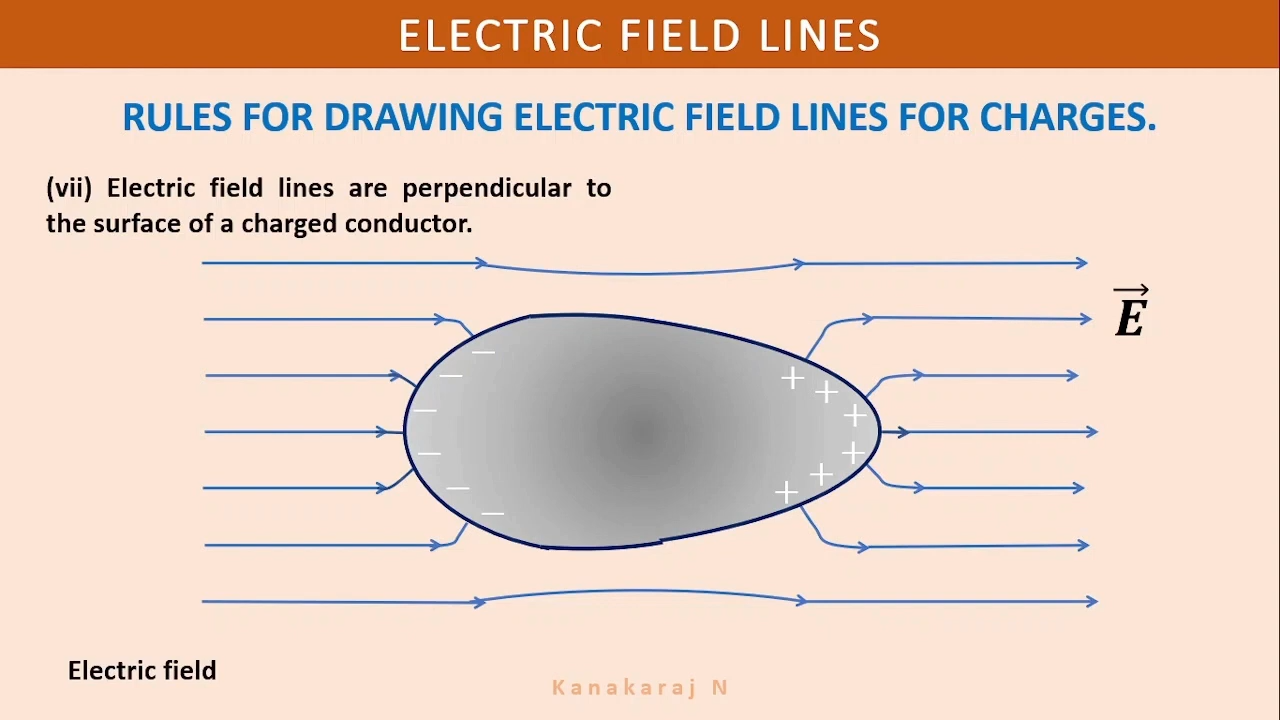 ELECTRIC FIELD LINES
RULES FOR DRAWING ELECTRIC FIELD LINES FOR CHARGES.
(vii) Electric field lines are perpendicular to
the surface of a charged conductor.
E
Electric field
Kanakaraj N